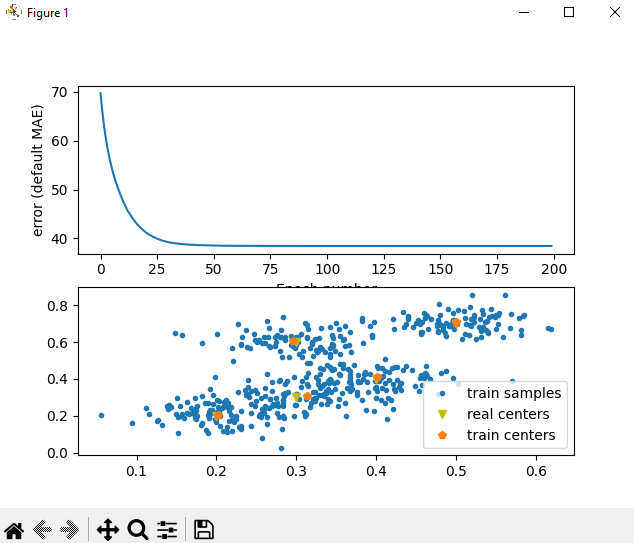 Figure 1
70
60
50
40
error (default MAE)
0 25 50 75 100 125 150 175 200
Epoch number
0.8
0.6
0.4
0.2
0.0
train samples
real centers
train centers
0.1 0.2 0.3 0.4 0.5 0.6